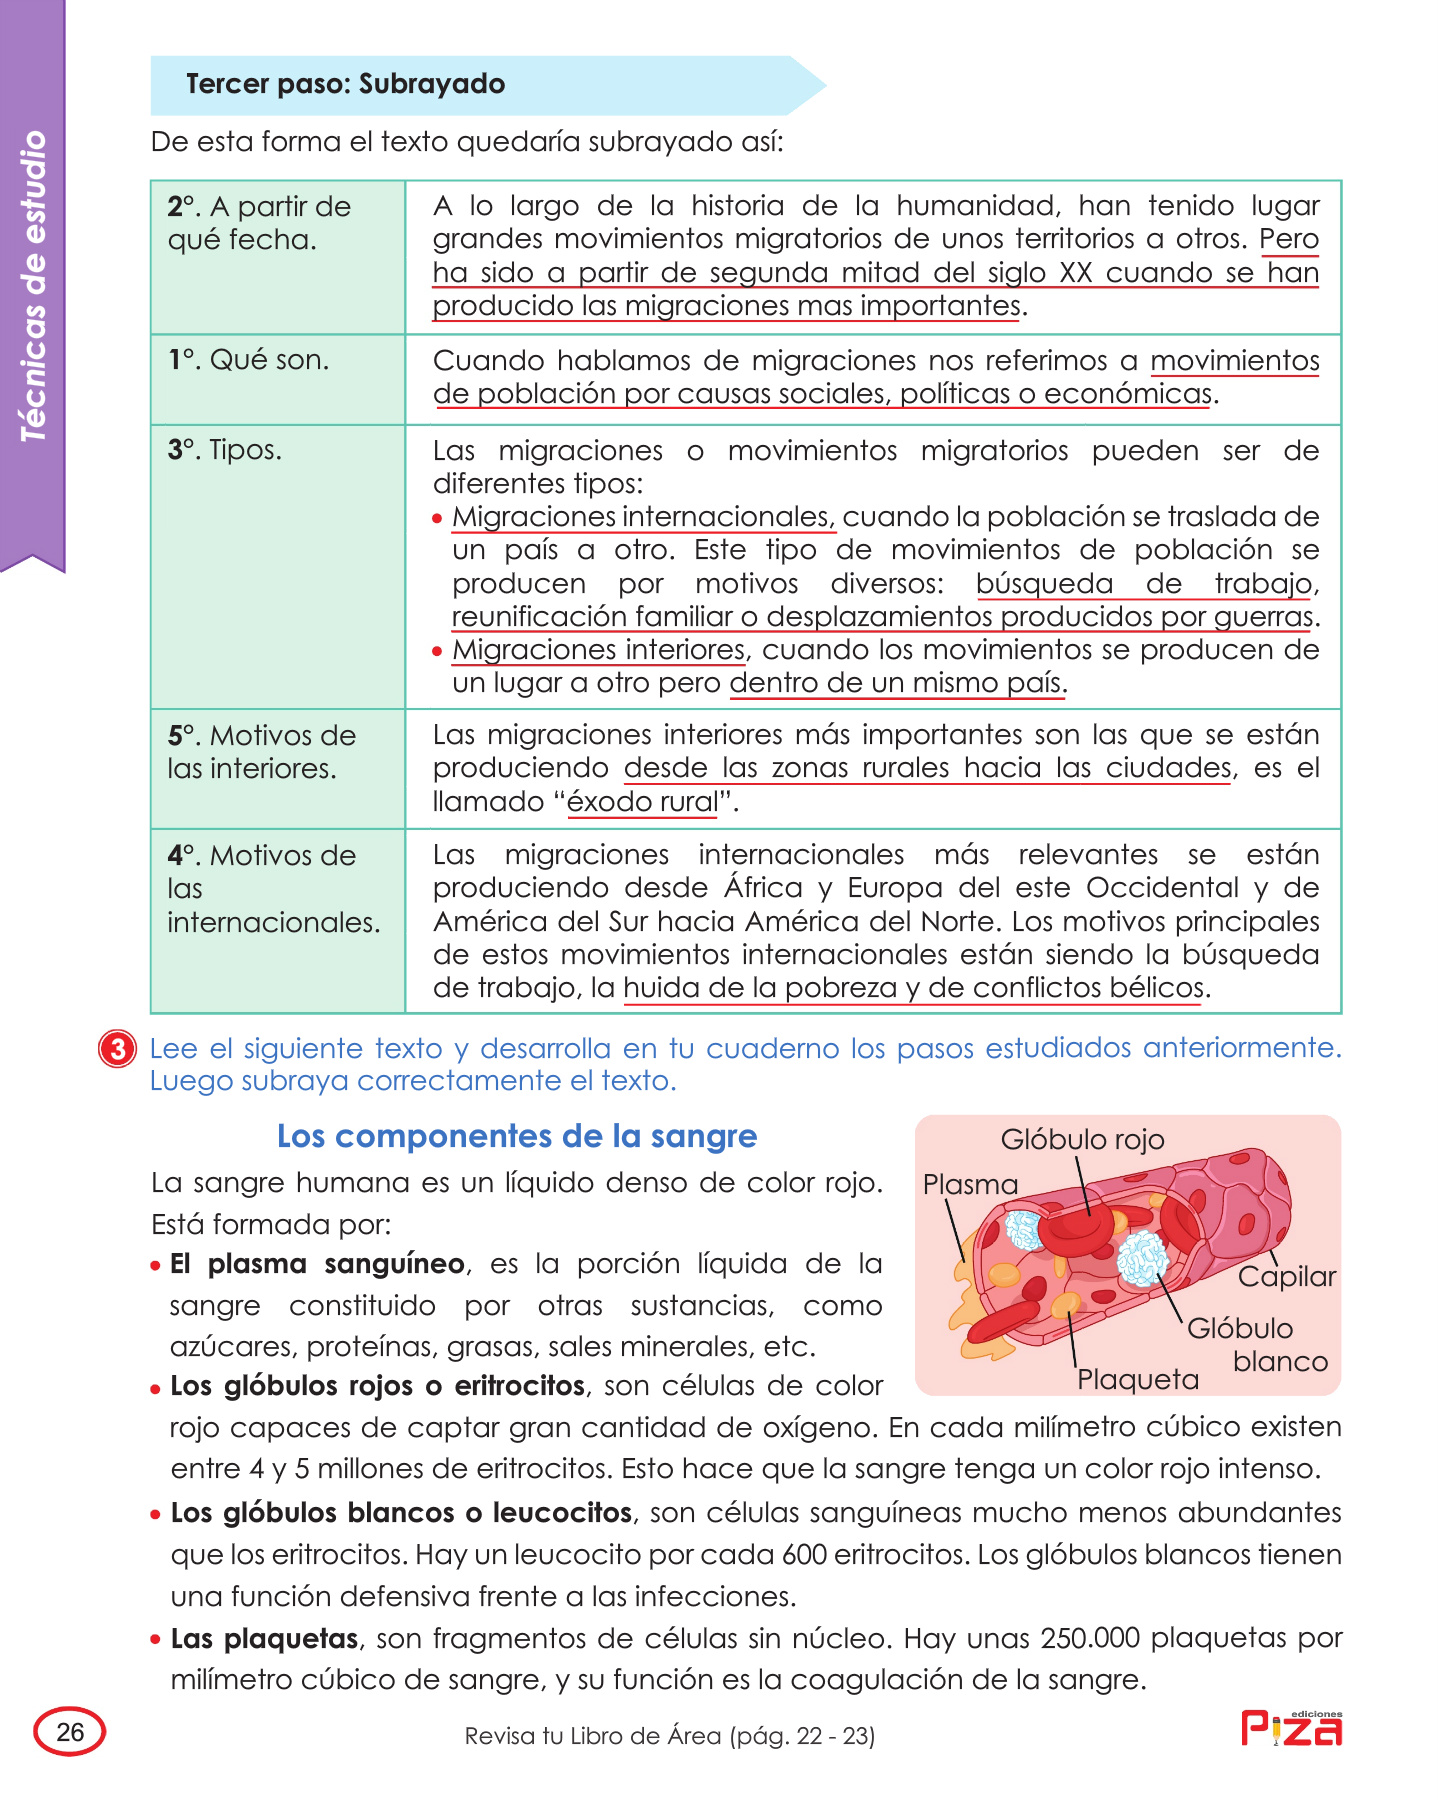 Técnicas de estudio
Tercer paso: Subrayado
De esta forma el texto quedaría subrayado así:
2°. A partir de
qué fecha.
A lo largo de la historia de la humanidad, han tenido lugar
grandes movimientos migratorios de unos territorios a otros. Pero
ha sido a partir de segunda mitad del siglo XX cuando se han
producido las migraciones mas importantes.
1°. Qué son.
Cuando hablamos de migraciones nos referimos a movimientos
de población por causas sociales, políticas o económicas.
3°. Tipos.
Las migraciones o movimientos migratorios pueden ser de
diferentes tipos:
• Migraciones internacionales, cuando la población se traslada de
un país a otro. Este tipo de movimientos de población se
producen por motivos diversos: búsqueda de trabajo,
reunificación familiar o desplazamientos producidos por guerras.
• Migraciones interiores, cuando los movimientos se producen de
un lugar a otro pero dentro de un mismo país.
5°. Motivos de
las interiores.
Las migraciones interiores más importantes son las que se están
produciendo desde las zonas rurales hacia las ciudades, es el
llamado “éxodo rural”.
4°. Motivos de
las
internacionales.
Las migraciones internacionales más relevantes se están
produciendo desde África y Europa del este Occidental y de
América del Sur hacia América del Norte. Los motivos principales
de estos movimientos internacionales están siendo la búsqueda
de trabajo, la huida de la pobreza y de conflictos bélicos.
3 Lee el siguiente texto y desarrolla en tu cuaderno los pasos estudiados anteriormente.
Luego subraya correctamente el texto.
Los componentes de la sangre
La sangre humana es un líquido denso de color rojo.
Está formada por:
• El plasma sanguíneo, es la porción líquida de la
sangre constituido por otras sustancias, como
azúcares, proteínas, grasas, sales minerales, etc.
• Los glóbulos rojos o eritrocitos, son células de color
rojo capaces de captar gran cantidad de oxígeno. En cada milímetro cúbico existen
entre 4 y 5 millones de eritrocitos. Esto hace que la sangre tenga un color rojo intenso.
• Los glóbulos blancos o leucocitos, son células sanguíneas mucho menos abundantes
que los eritrocitos. Hay un leucocito por cada 600 eritrocitos. Los glóbulos blancos tienen
una función defensiva frente a las infecciones.
• Las plaquetas, son fragmentos de células sin núcleo. Hay unas 250.000 plaquetas por
milímetro cúbico de sangre, y su función es la coagulación de la sangre.
Glóbulo rojo
Plasma
Capilar
Glóbulo
blanco
Plaqueta
26
Revisa tu Libro de Área (pág. 22 - 23)
ediciones
Piza